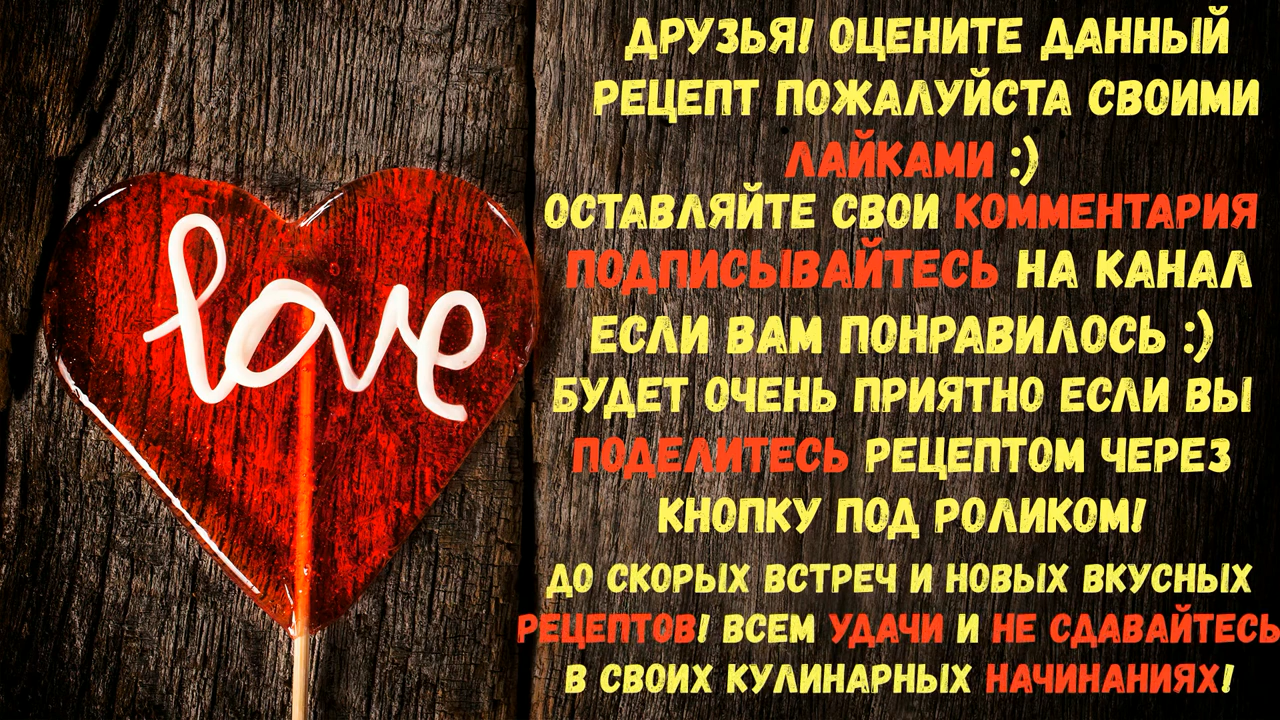 love
ДРУЗЬЯ! ОЦЕНИТЕ ДАННЫЙ
РЕЦЕПТ ПОЖАЛУЙСТА СВОИМИ
ЛАЙКАМИ :)
ОСТАВЛЯЙТЕ СВОИ КОММЕНТАРИЯ
ПОДПИСЫВАЙТЕСЬ НА КАНАЛ
ЕСЛИ ВАМ ПОНРАВИЛОСЬ :)
БУДЕТ ОЧЕНЬ ПРИЯТНО ЕСЛИ ВЫ
ПОДЕЛИТЕСЬ РЕЦЕПТОМ ЧЕРЕЗ
КНОПКУ ПОД РОЛИКОМ!
ДО СКОРЫХ ВСТРЕЧ И НОВЫХ ВКУСНЫХ
РЕЦЕПТОВ! ВСЕМ УДАЧИ И НЕ СДАВАЙТЕСЬ
В СВОИХ КУЛИНАРНЫХ НАЧИНАНИЯХ!